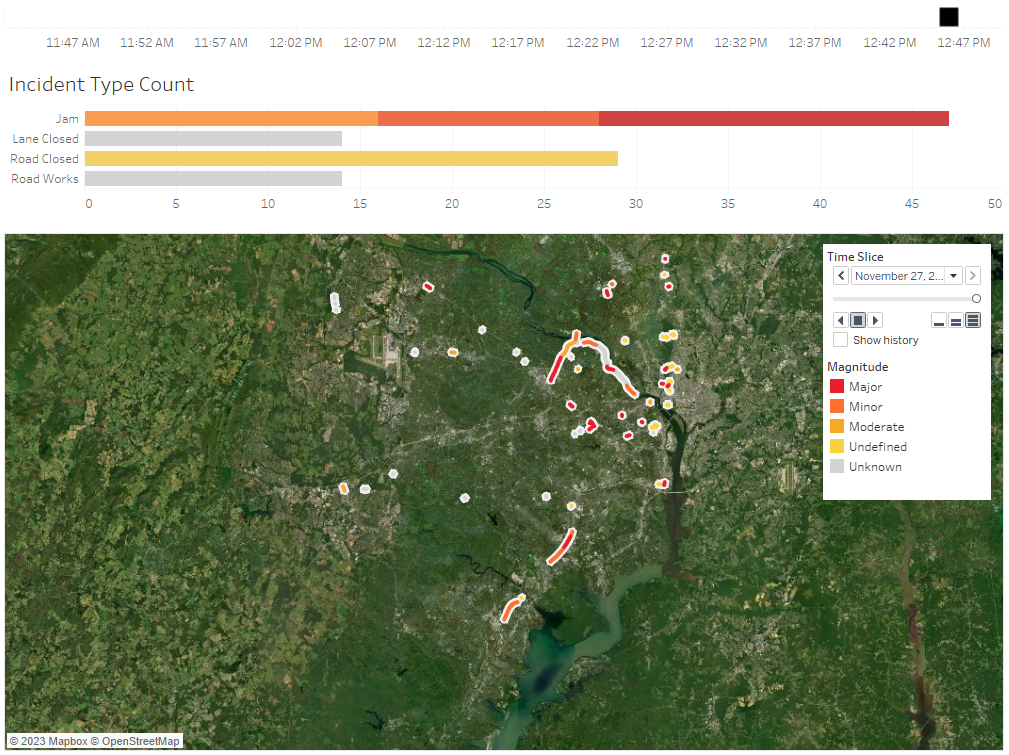 11:47 AM 11:52 AM 11:57 AM 12:02 PM 12:07 PM 12:12 PM 12:17 PM 12:22 PM 12:27 PM 12:32 PM 12:37 PM 12:42 PM 12:47 PM
Incident Type Count
Jam
Lane Closed
Road Closed
Road Works
0 5 10 15 20 25 30 35 40 45 50
Time Slice
November 27, 2...
Show history
Magnitude
Major
Minor
Moderate
Undefined
Unknown
© 2023 Mapbox © OpenStreetMap